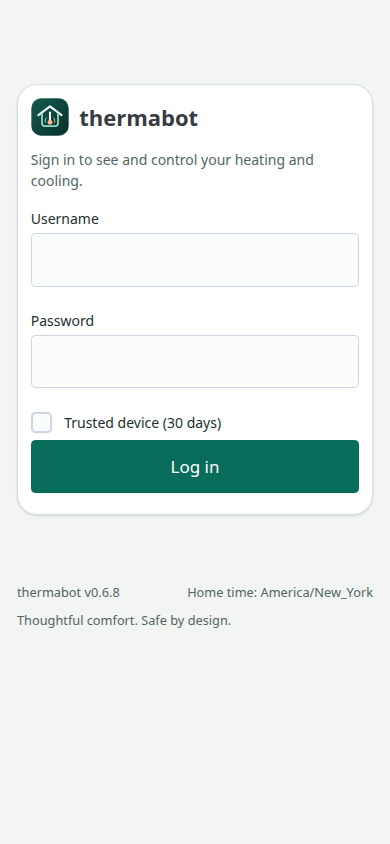 thermabot
Sign in to see and control your heating and
cooling.
Username
Password
Trusted device (30 days)
Log in
thermabot v0.6.8
Home time: America/New_York
Thoughtful comfort. Safe by design.